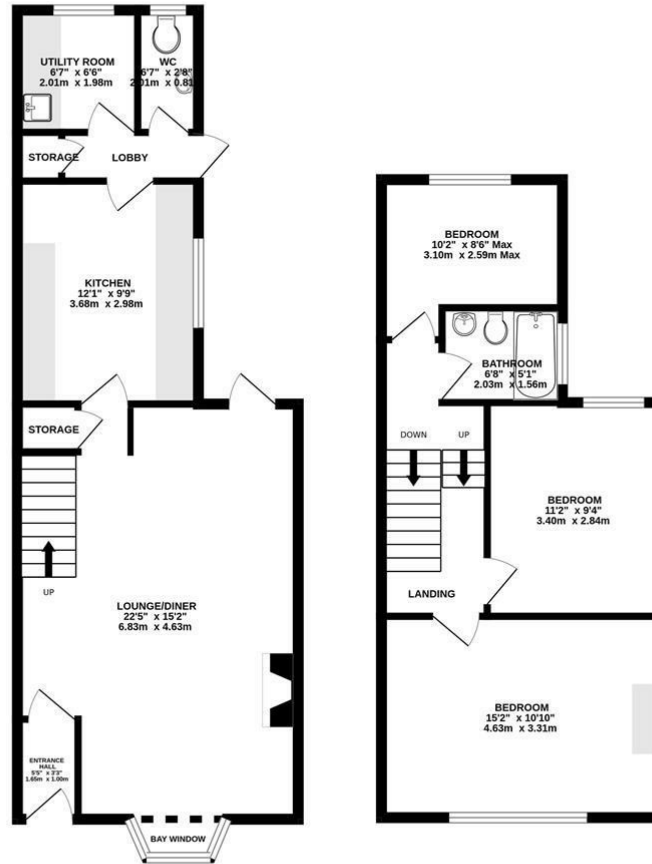 UTILITY ROOM
6'7" x 6'6"
2.01m x 1.98m
WC
6'7" x 2'8"
2.01m x 0.81m
STORAGE
LOBBY
KITCHEN
12'1" x 9'9"
3.68m x 2.98m
STORAGE
UP
LOUNGE/DINER
22'5" x 15'2"
6.83m x 4.63m
ENTRANCE
HALL
5'5" x 3'3"
1.65m x 1.00m
BAY WINDOW
BEDROOM
10'2" x 8'6" Max
3.10m x 2.59m Max
BATHROOM
6'8" x 5'1"
2.03m x 1.56m
DOWN
UP
BEDROOM
11'2" x 9'4"
3.40m x 2.84m
LANDING
BEDROOM
15'2" x 10'10"
4.63m x 3.31m